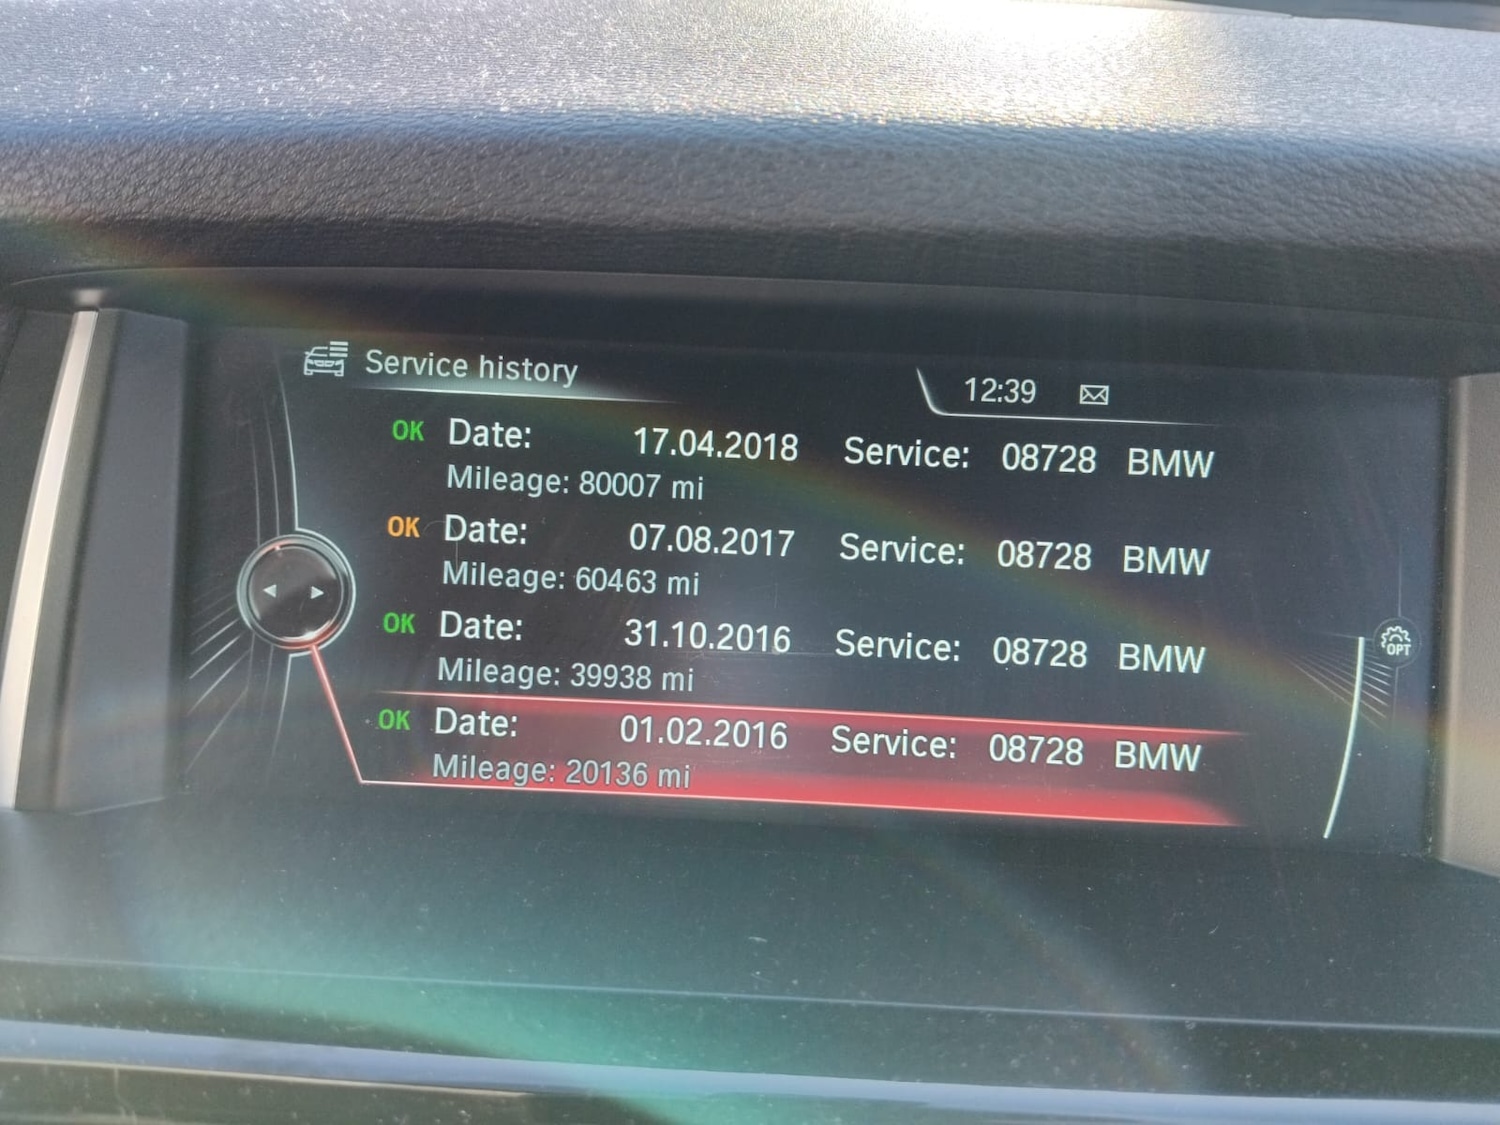 Service history
12:39
OK Date: 17.04.2018 Service: 08728 BMW
Mileage: 80007 mi
OK Date: 07.08.2017 Service: 08728 BMW
Mileage: 60463 mi
OK Date: 31.10.2016 Service: 08728 BMW
Mileage: 39938 mi
OPT
OK Date: 01.02.2016 Service: 08728 BMW
Mileage: 20136 mi